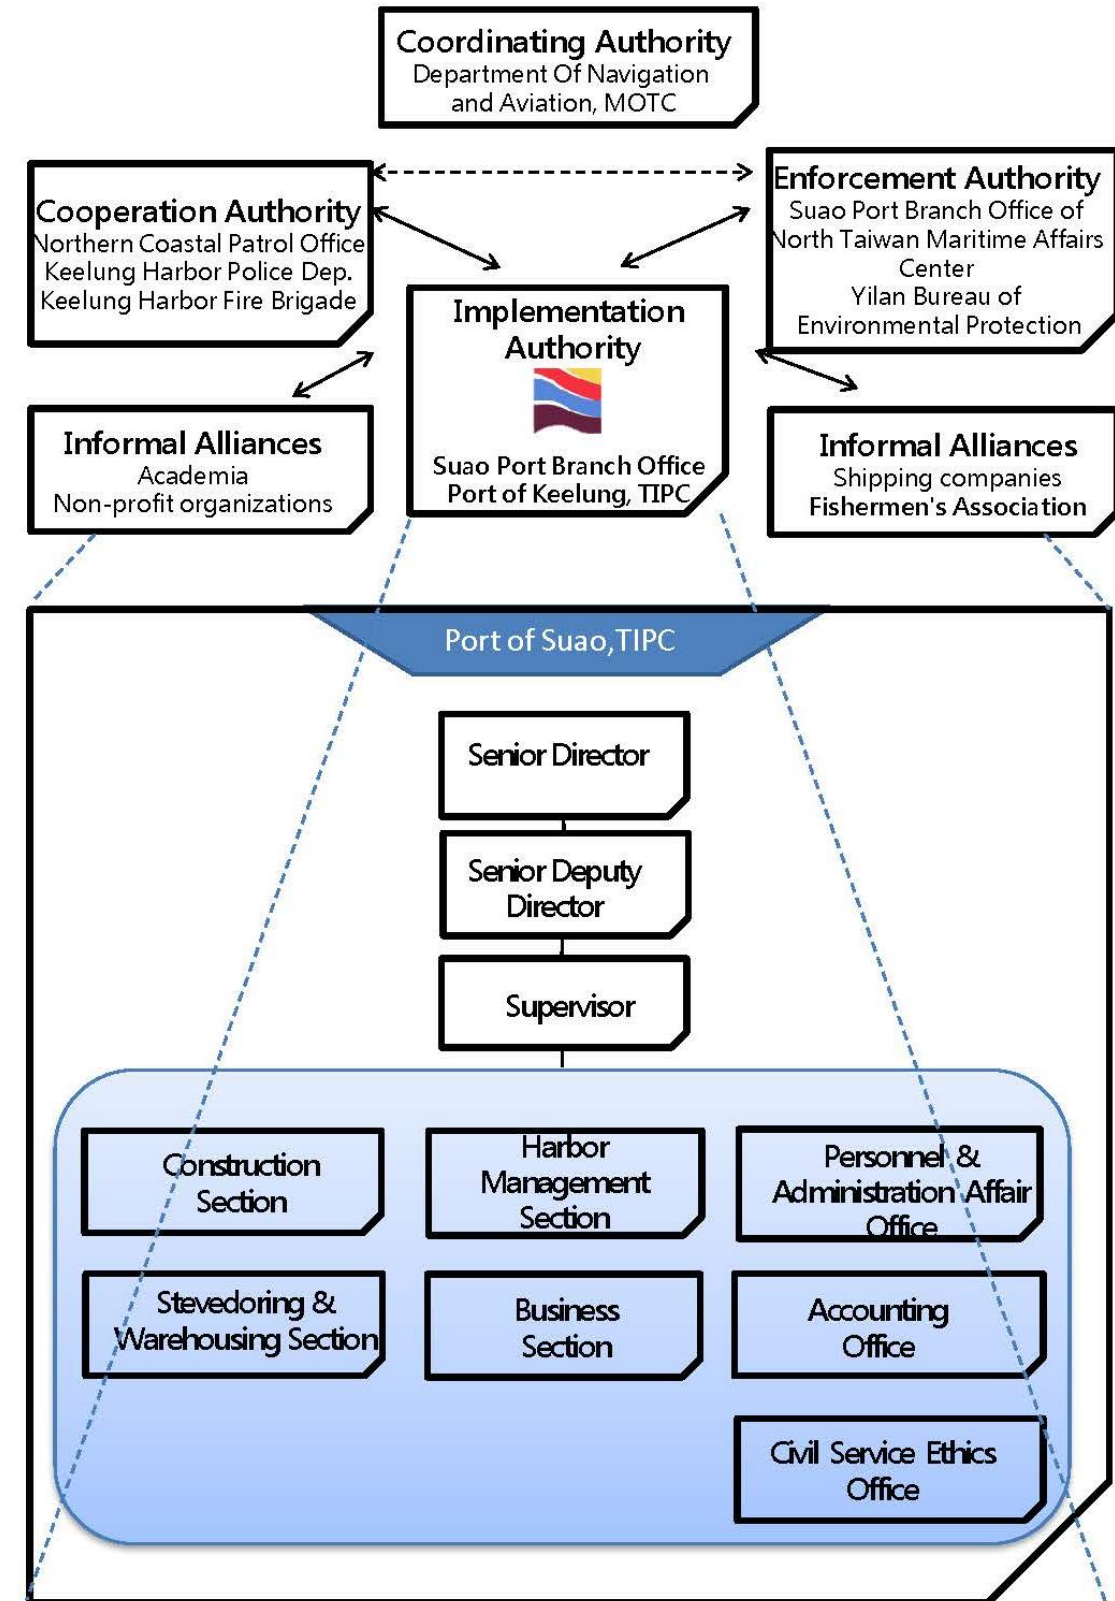 Coordinating Authority
Department Of Navigation
and Aviation, MOTC
Cooperation Authority
Northern Coastal Patrol Office
Keelung Harbor Police Dep.
Keelung Harbor Fire Brigade
Enforcement Authority
Suao Port Branch Office of
North Taiwan Maritime Affairs
Center
Yilan Bureau of
Environmental Protection
Implementation
Authority
Suao Port Branch Office
Port of Keelung, TIPC
Informal Alliances
Academia
Non-profit organizations
Informal Alliances
Shipping companies
Fishermen's Association
Port of Suao,TIPC
Senior Director
Senior Deputy
Director
Supervisor
Construction
Section
Harbor
Management
Section
Personnel &
Administration Affair
Office
Stevedoring &
Warehousing Section
Business
Section
Accounting
Office
Civil Service Ethics
Office